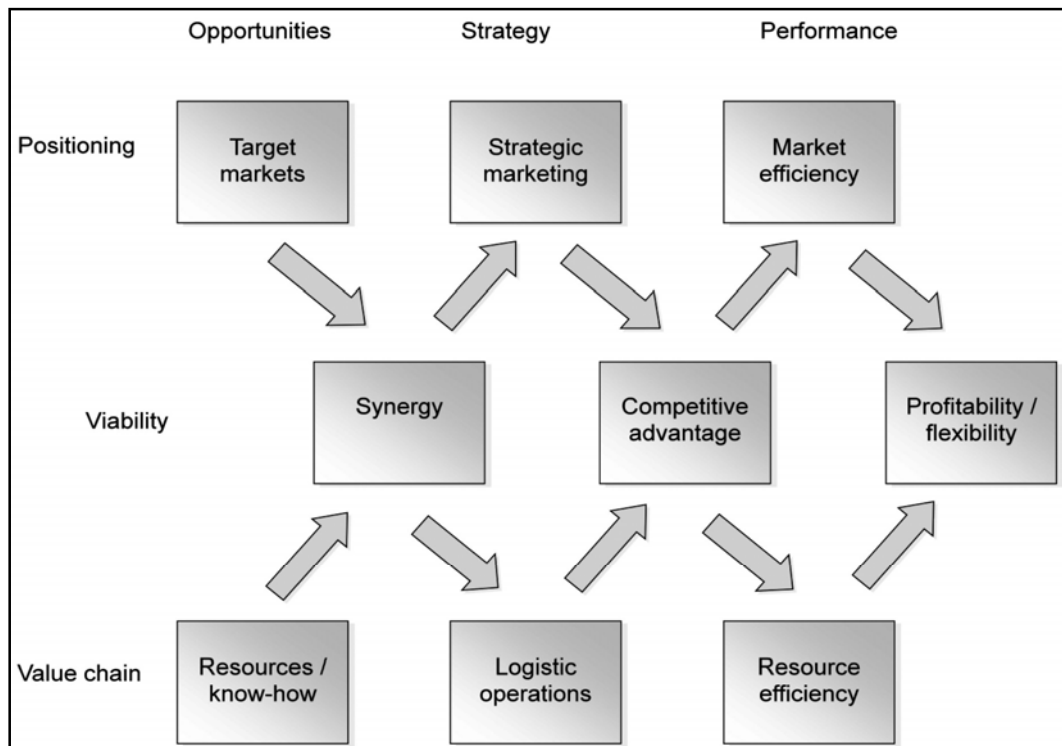 Opportunities
Strategy
Performance
Positioning
Target
markets
Strategic
marketing
Market
efficiency
Viability
Synergy
Competitive
advantage
Profitability /
flexibility
Value chain
Resources /
know-how
Logistic
operations
Resource
efficiency